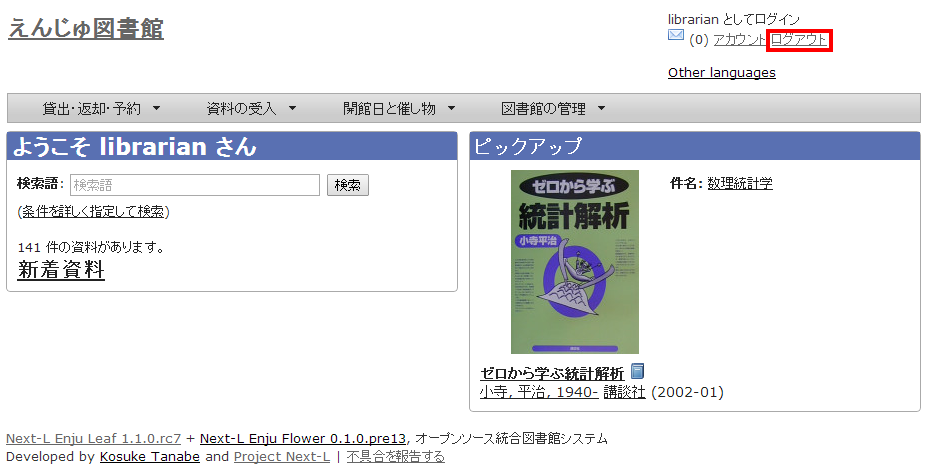 えんじゅ図書館
librarian としてログイン
(0) アカウント ログアウト
Other languages
貸出・返却・予約 ▼ 資料の受入 ▼ 開館日と催し物 ▼ 図書館の管理 ▼
ようこそ librarian さん
検索語: 検索語 検索
(条件を詳しく指定して検索)
141 件の資料があります。
新着資料
ピックアップ
ゼロから学ぶ
統計解析
小寺平治
件名: 数理統計学
ゼロから学ぶ統計解析
小寺, 平治, 1940- 講談社 (2002-01)
Next-L Enju Leaf 1.1.0.rc7 + Next-L Enju Flower 0.1.0.pre13, オープンソース統合図書館システム
Developed by Kosuke Tanabe and Project Next-L | 不具合を報告する